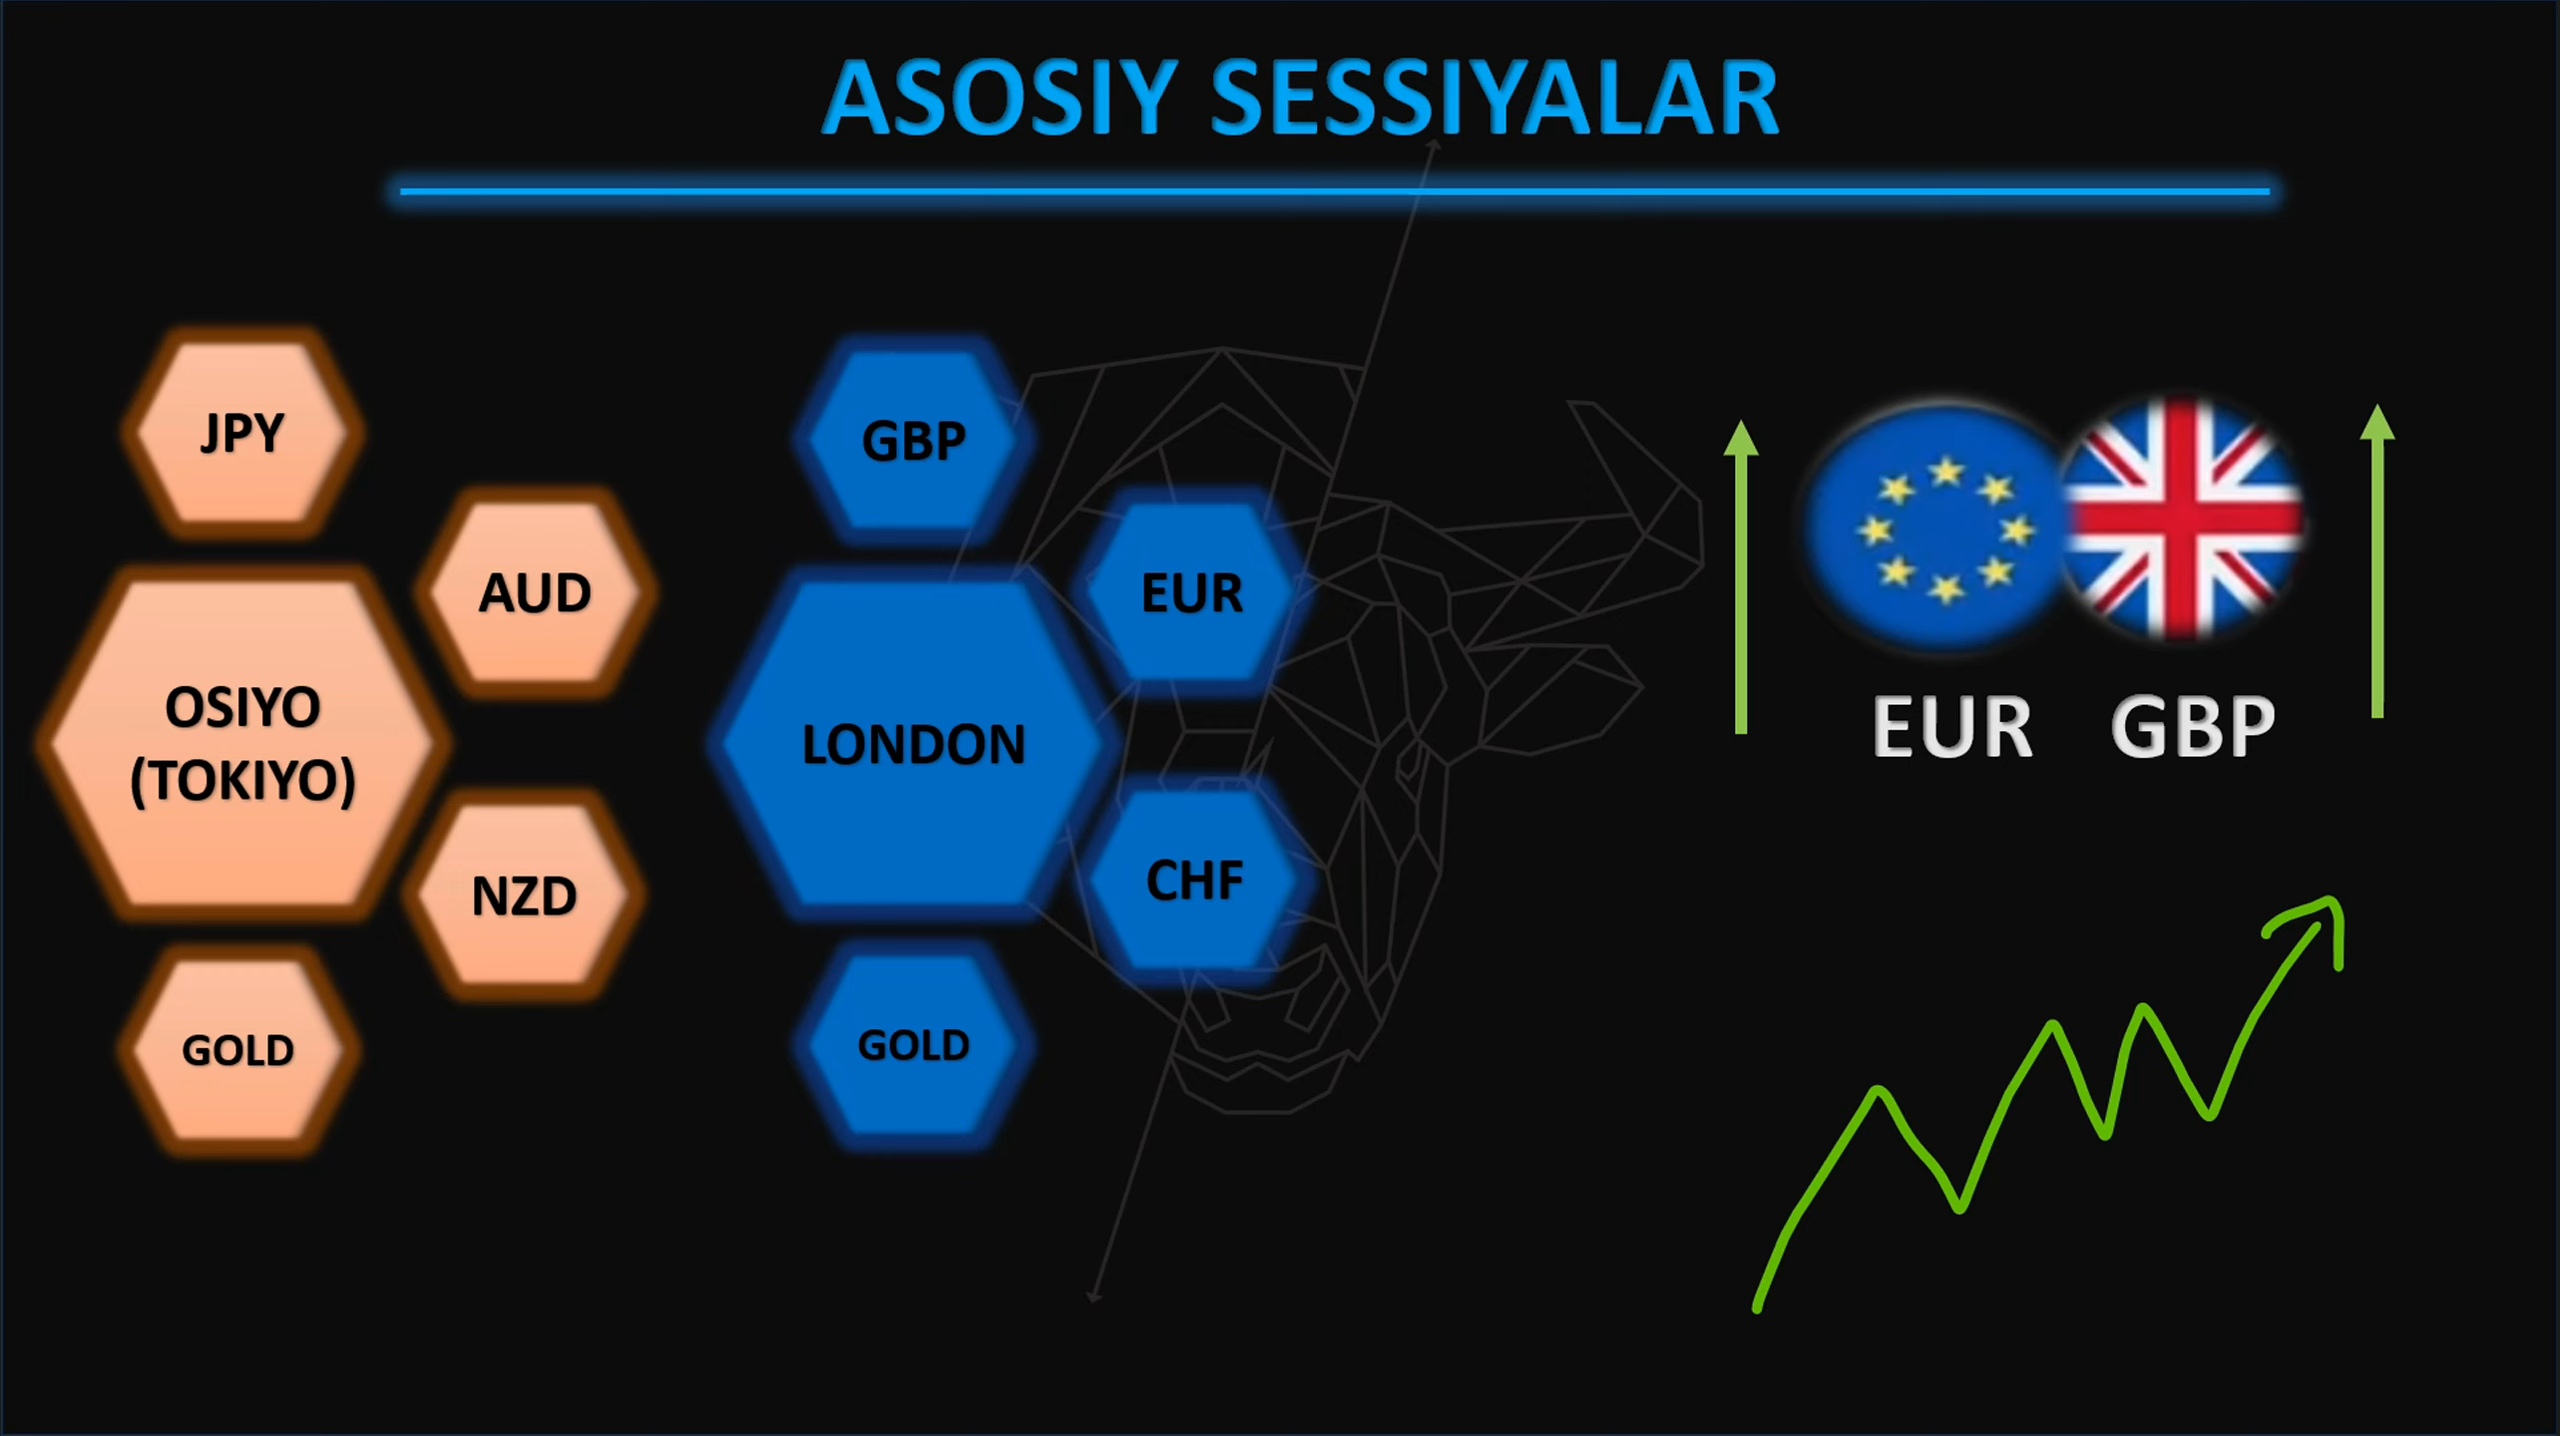 ASOSIY SESSIYALAR
JPY
AUD
OSIYO
(TOKIYO)
NZD
GOLD
GBP
EUR
LONDON
CHF
GOLD
EUR GBP